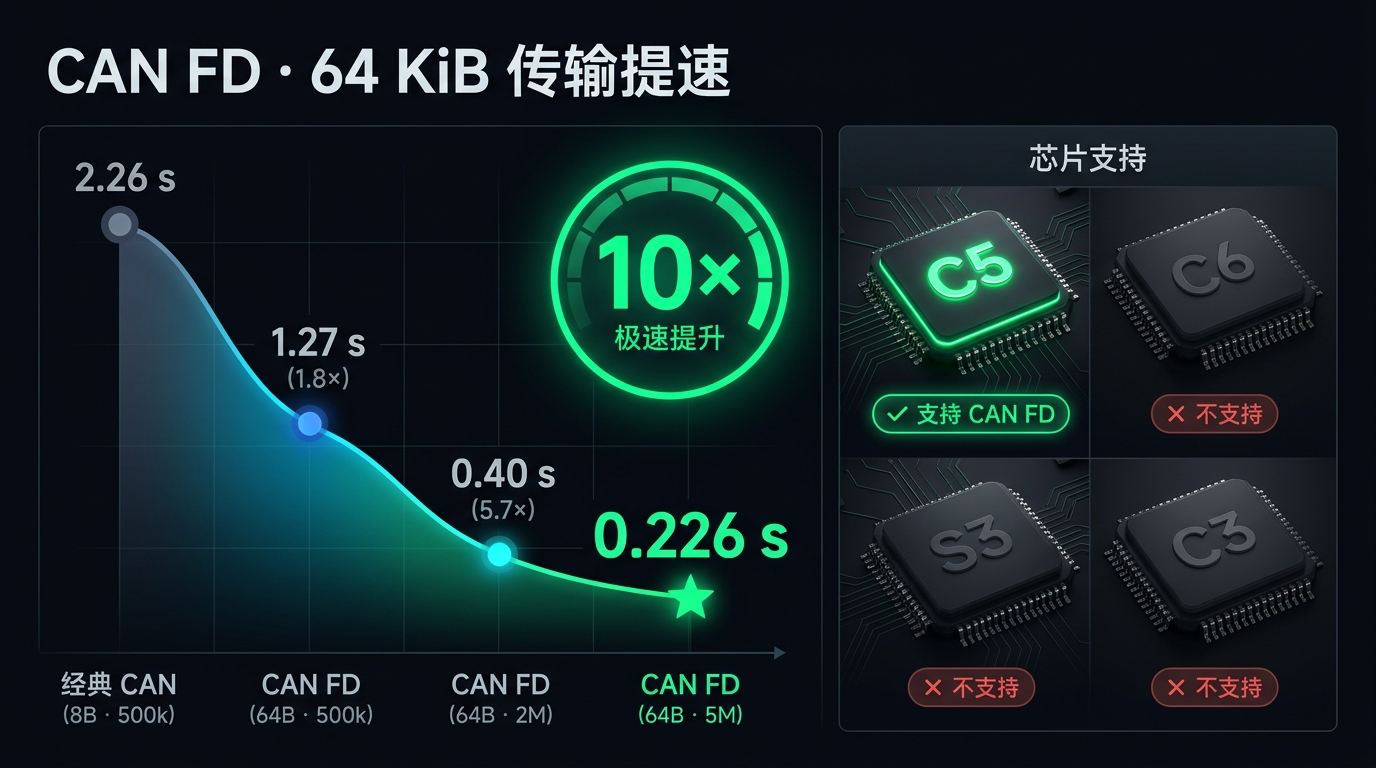 CAN FD · 64 KiB 传输提速
2.26 s
1.27 s
(1.8×)
0.40 s
(5.7×)
0.226 s
10×
极速提升
经典 CAN
(8B · 500k)
CAN FD
(64B · 500k)
CAN FD
(64B · 2M)
CAN FD
(64B · 5M)
芯片支持
C5
支持 CAN FD
C6
不支持
S3
不支持
C3
不支持